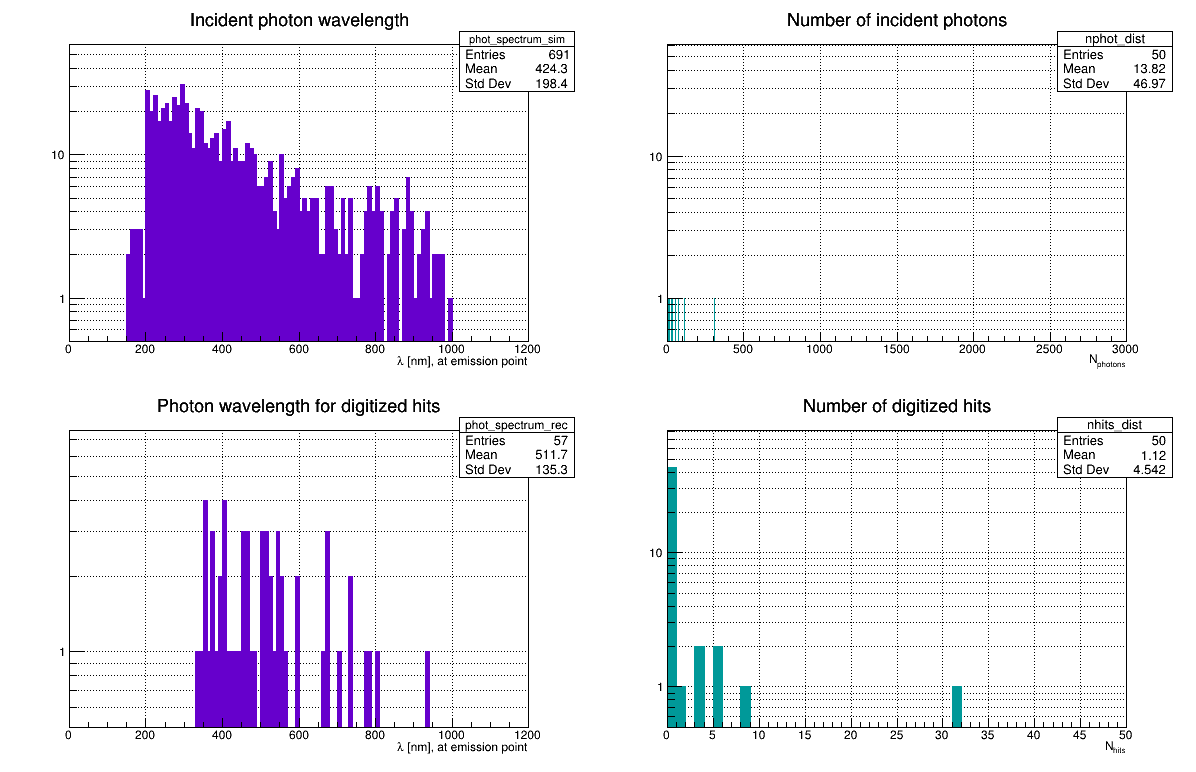 Incident photon wavelength
phot_spectrum_sim
Entries 691
Mean 424.3
Std Dev 198.4
10
1
0 200 400 600 800 1000 1200
λ [nm], at emission point
Number of incident photons
nphot_dist
Entries 50
Mean 13.82
Std Dev 46.97
10
1
0 500 1000 1500 2000 2500 3000
Nphotons
Photon wavelength for digitized hits
phot_spectrum_rec
Entries 57
Mean 511.7
Std Dev 135.3
1
0 200 400 600 800 1000 1200
λ [nm], at emission point
Number of digitized hits
nhits_dist
Entries 50
Mean 1.12
Std Dev 4.542
10
1
0 5 10 15 20 25 30 35 40 45 50
Nhits